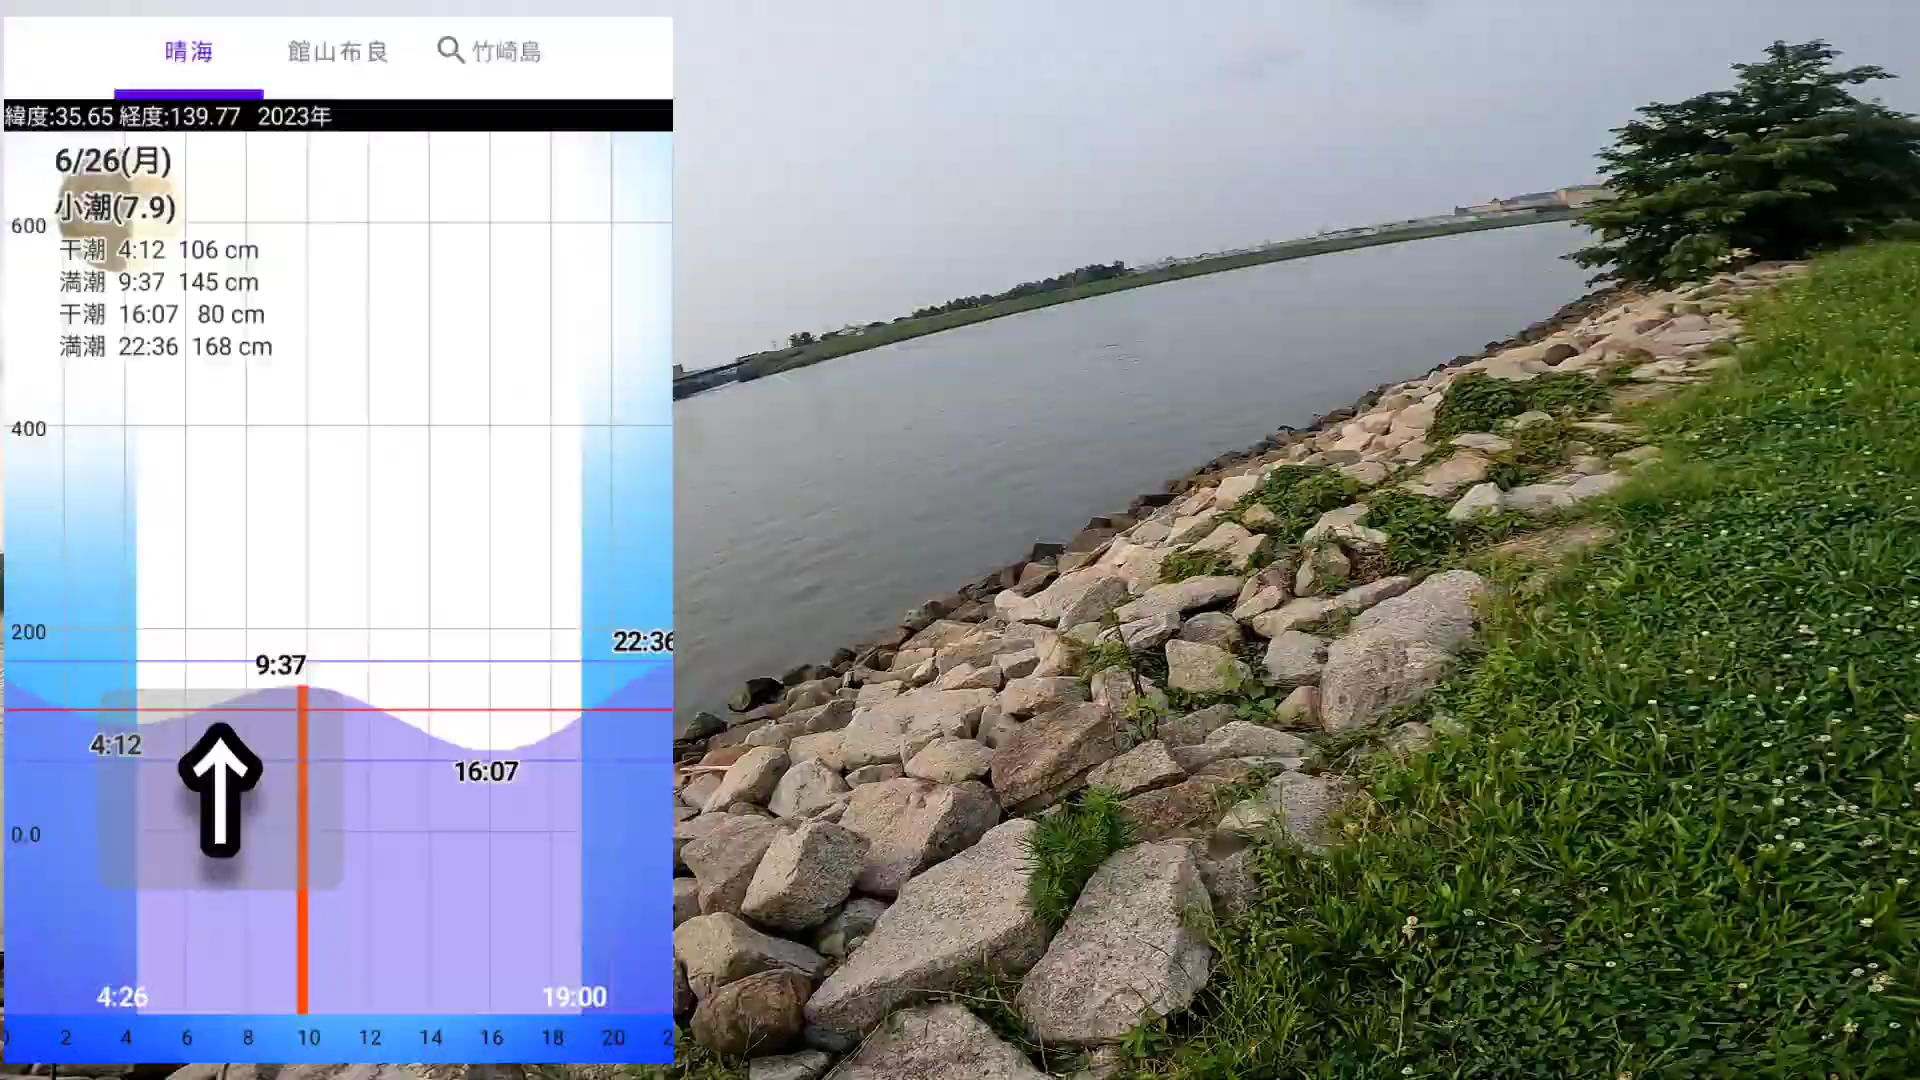 晴海 館山布良 竹崎島
緯度:35.65 経度:139.77 2023年
6/26(月)
小潮(7.9)
干潮 4:12 106 cm
満潮 9:37 145 cm
干潮 16:07 80 cm
満潮 22:36 168 cm
600
400
200
0.0
22:36
9:37
4:12
16:07
4:26
19:00
0 2 4 6 8 10 12 14 16 18 20 2